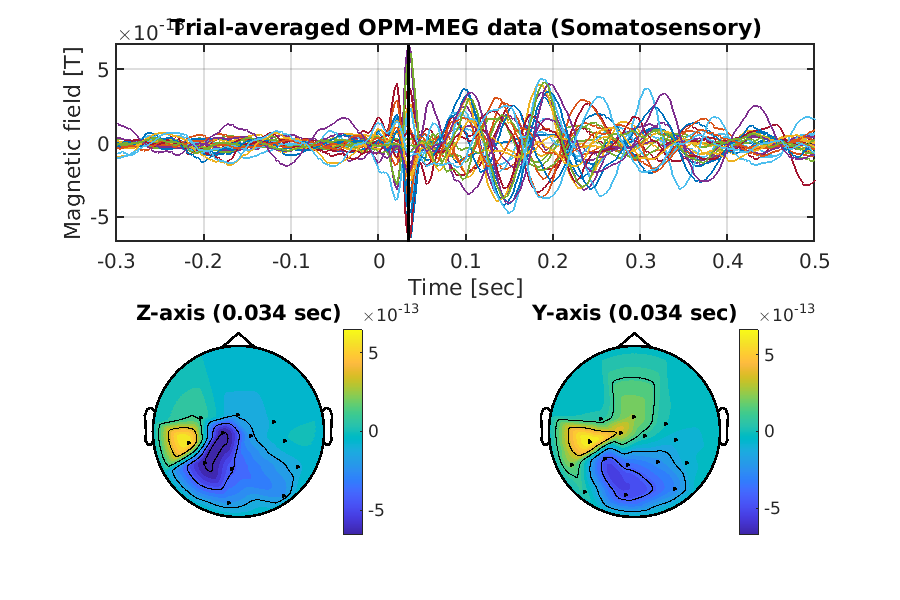 ×10⁻¹³
Trial-averaged OPM-MEG data (Somatosensory)
Magnetic field [T]
5
0
-5
-0.3 -0.2 -0.1 0 0.1 0.2 0.3 0.4 0.5
Time [sec]
Z-axis (0.034 sec) ×10⁻¹³
5
0
-5
Y-axis (0.034 sec) ×10⁻¹³
5
0
-5